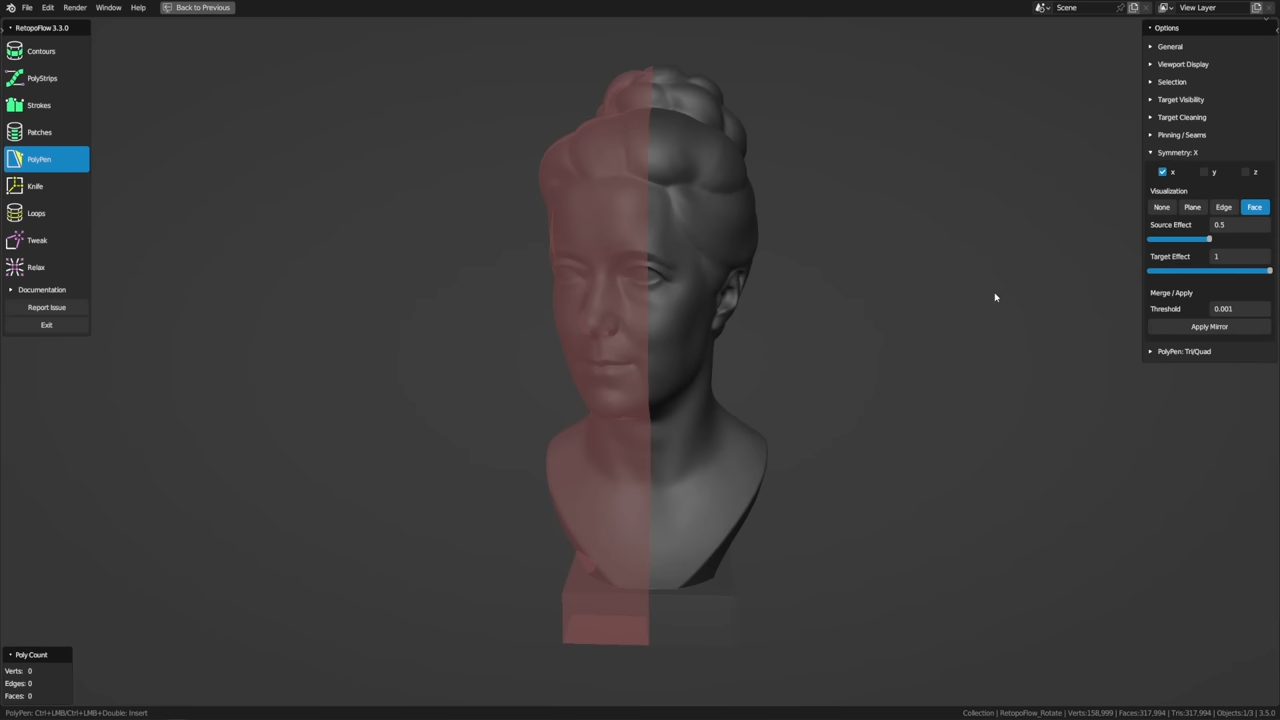 File Edit Render Window Help Back to Previous Scene View Layer
RetopoFlow 3.3.0
Contours
PolyStrips
Strokes
Patches
PolyPen
Knife
Loops
Tweak
Relax
Documentation
Report Issue
Exit
Options
General
Viewport Display
Selection
Target Visibility
Target Cleaning
Pinning / Seams
Symmetry: X
x y z
Visualization
None Plane Edge Face
Source Effect 0.5
Target Effect 1
Merge / Apply
Threshold 0.001
Apply Mirror
PolyPen: Tri/Quad
Poly Count
Verts: 0
Edges: 0
Faces: 0
PolyPen: Ctrl+LMB/Ctrl+LMB+Double: Insert
Collection | RetopoFlow_Rotate | Verts:158,999 | Faces:317,994 | Tris:317,994 | Objects:1/3 | 3.5.0